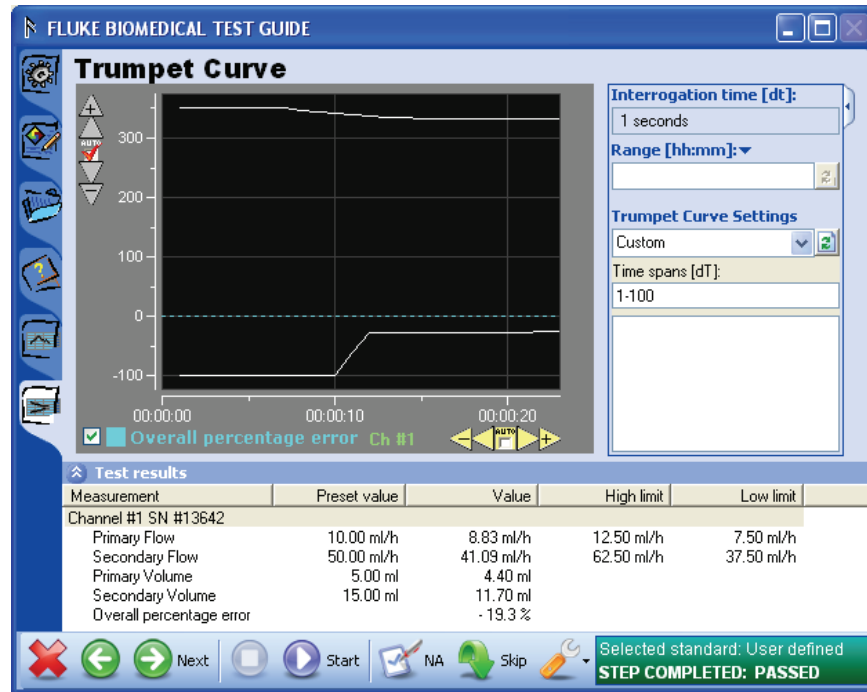 FLUKE BIOMEDICAL TEST GUIDE
Trumpet Curve
+
AUTO
−
300
200
100
0
-100
00:00:00 00:00:10 00:00:20
Overall percentage error Ch #1
− AUTO +
Interrogation time [dt]:
1 seconds
Range [hh:mm]:
Trumpet Curve Settings
Custom
Time spans [dT]:
1-100
Test results
Measurement Preset value Value High limit Low limit
Channel #1 SN #13642
Primary Flow 10.00 ml/h 8.83 ml/h 12.50 ml/h 7.50 ml/h
Secondary Flow 50.00 ml/h 41.09 ml/h 62.50 ml/h 37.50 ml/h
Primary Volume 5.00 ml 4.40 ml
Secondary Volume 15.00 ml 11.70 ml
Overall percentage error - 19.3 %
Next Start NA Skip
Selected standard: User defined
STEP COMPLETED: PASSED